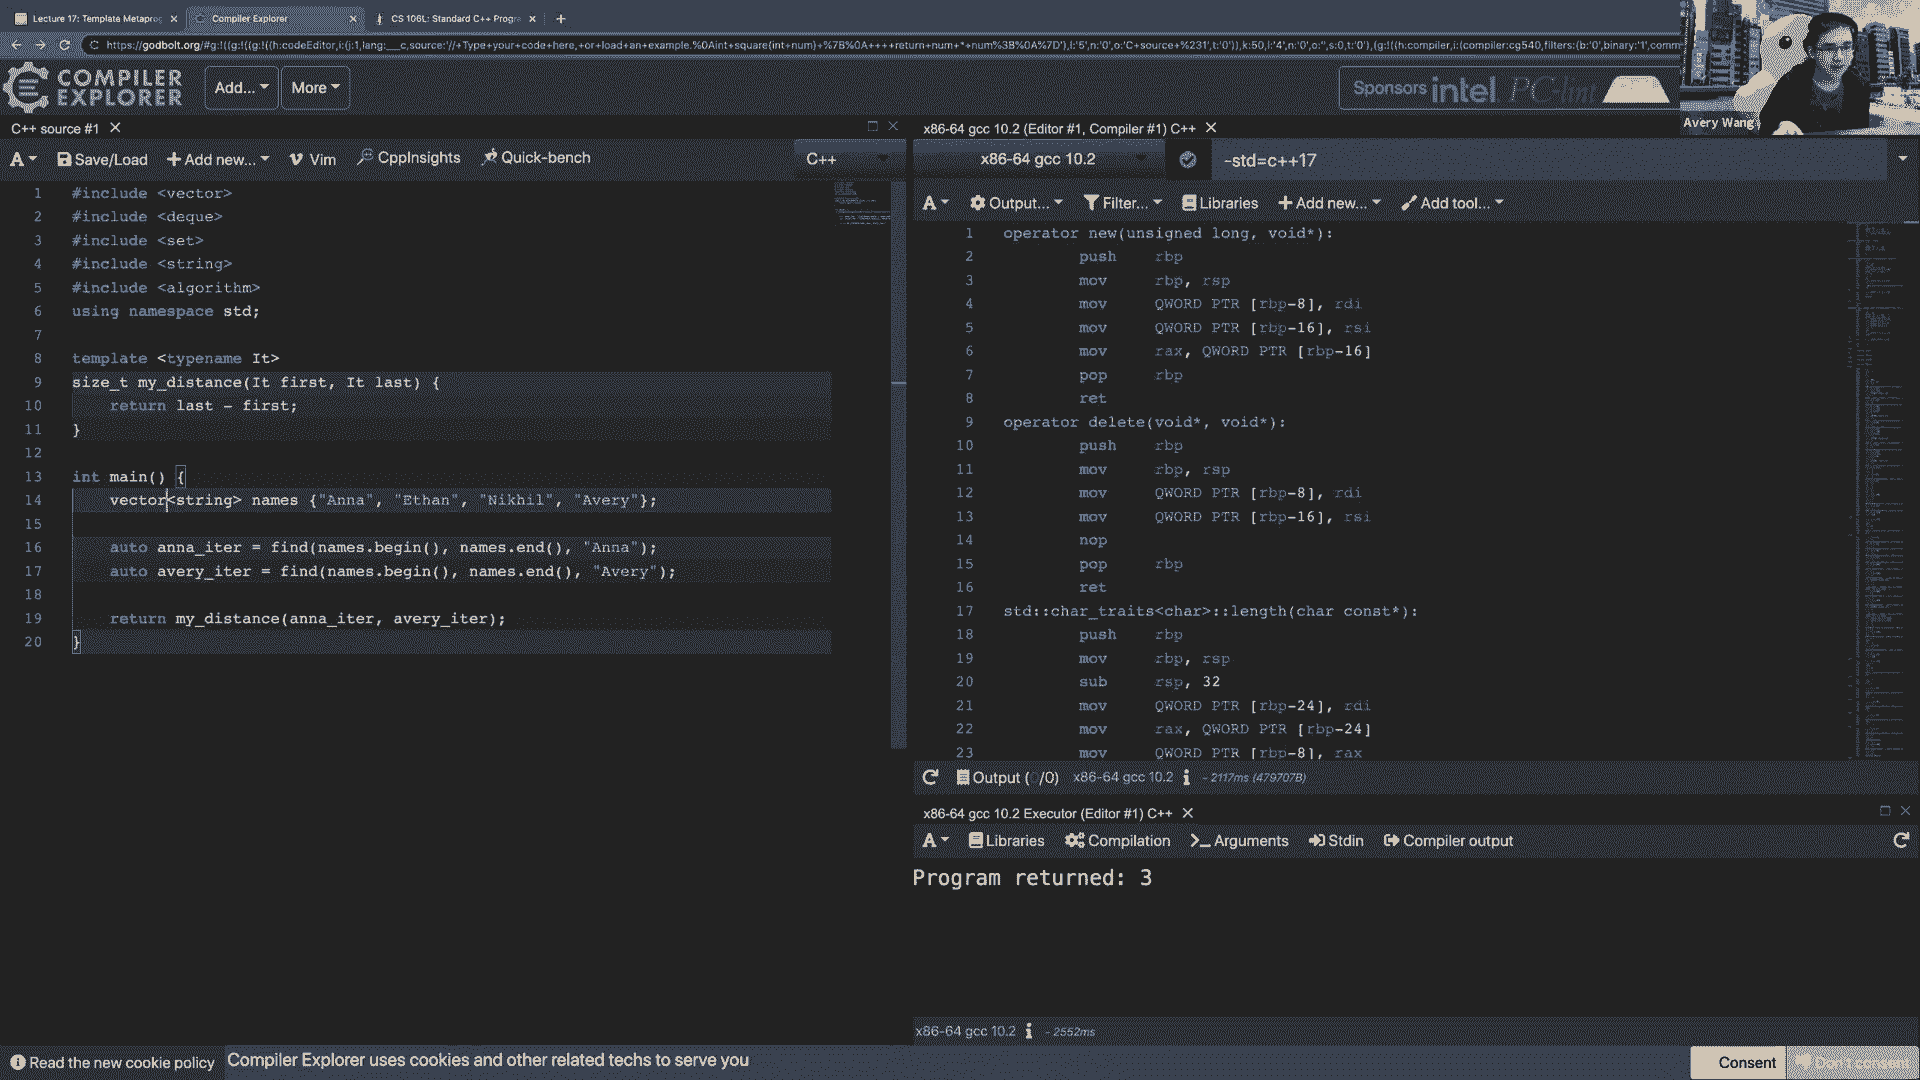 Lecture 17: Template Metaprog
Compiler Explorer
CS 106L: Standard C++ Progra
https://godbolt.org/#g:!((g:!((g:!((h:codeEditor,i:(j:1,lang:___c,source:'//+Type+your+code+here,+or+load+an+example.%0Aint+square(int+num)+%7B%0A++++return+num+*+num%3B%0A%7D'),l:'5',n:'0',o:'C++source+%231',t:'0')),k:50,l:'4',n:'0',o:'',s:0,t:'0'),(g:!((h:compiler,i:(compiler:cg540,filters:(b:'0',binary:'1',comm
COMPILER EXPLORER
Add...
More
Sponsors intel PC-lint
Avery Wang
C++ source #1
A
Save/Load
Add new...
Vim
CppInsights
Quick-bench
C++
1 #include <vector>
2 #include <deque>
3 #include <set>
4 #include <string>
5 #include <algorithm>
6 using namespace std;
7
8 template <typename It>
9 size_t my_distance(It first, It last) {
10 return last - first;
11 }
12
13 int main() {
14 vector<string> names {"Anna", "Ethan", "Nikhil", "Avery"};
15
16 auto anna_iter = find(names.begin(), names.end(), "Anna");
17 auto avery_iter = find(names.begin(), names.end(), "Avery");
18
19 return my_distance(anna_iter, avery_iter);
20 }
x86-64 gcc 10.2 (Editor #1, Compiler #1) C++
x86-64 gcc 10.2
-std=c++17
A
Output...
Filter...
Libraries
Add new...
Add tool...
1 operator new(unsigned long, void*):
2 push rbp
3 mov rbp, rsp
4 mov QWORD PTR [rbp-8], rdi
5 mov QWORD PTR [rbp-16], rsi
6 mov rax, QWORD PTR [rbp-16]
7 pop rbp
8 ret
9 operator delete(void*, void*):
10 push rbp
11 mov rbp, rsp
12 mov QWORD PTR [rbp-8], rdi
13 mov QWORD PTR [rbp-16], rsi
14 nop
15 pop rbp
16 ret
17 std::char_traits<char>::length(char const*):
18 push rbp
19 mov rbp, rsp
20 sub rsp, 32
21 mov QWORD PTR [rbp-24], rdi
22 mov rax, QWORD PTR [rbp-24]
23 mov QWORD PTR [rbp-8], rax
Output (0/0) x86-64 gcc 10.2 - 2117ms (479707B)
x86-64 gcc 10.2 Executor (Editor #1) C++
A
Libraries
Compilation
Arguments
Stdin
Compiler output
Program returned: 3
x86-64 gcc 10.2 - 2552ms
Read the new cookie policy
Compiler Explorer uses cookies and other related techs to serve you
Consent
Don't consent